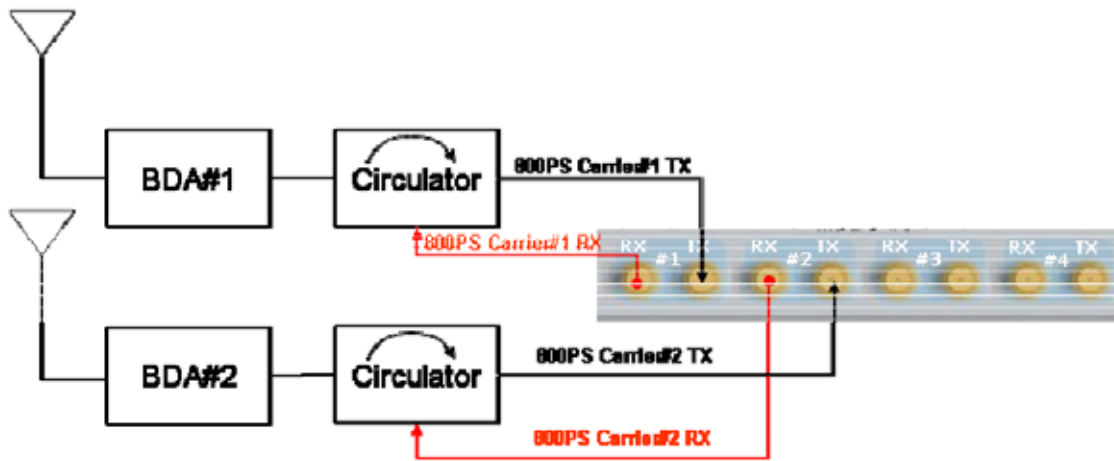 BDA#1
Circulator
800PS Carrier#1 TX
800PS Carrier#1 RX
RX TX RX TX RX TX RX TX
#1 #2 #3 #4
BDA#2
Circulator
800PS Carrier#2 TX
800PS Carrier#2 RX